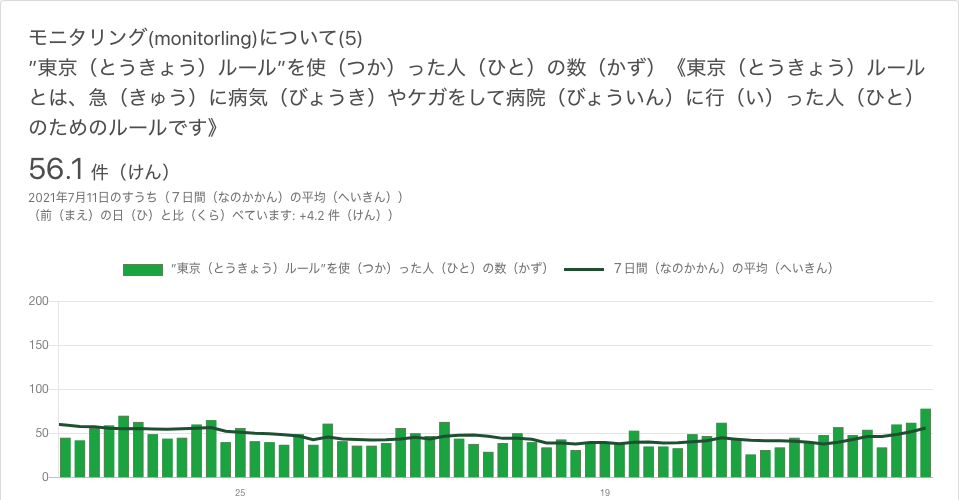 モニタリング(monitorling)について(5)
”東京（とうきょう）ルール”を使（つか）った人（ひと）の数（かず）《東京（とうきょう）ルール
とは、急（きゅう）に病気（びょうき）やケガをして病院（びょういん）に行（い）った人（ひと）
のためのルールです》
56.1 件（けん）
2021年7月11日のすうち（７日間（なのかかん）の平均（へいきん））
（前（まえ）の日（ひ）と比（くら）べています: +4.2 件（けん））
”東京（とうきょう）ルール”を使（つか）った人（ひと）の数（かず） ７日間（なのかかん）の平均（へいきん）
200
150
100
50
0
25 19